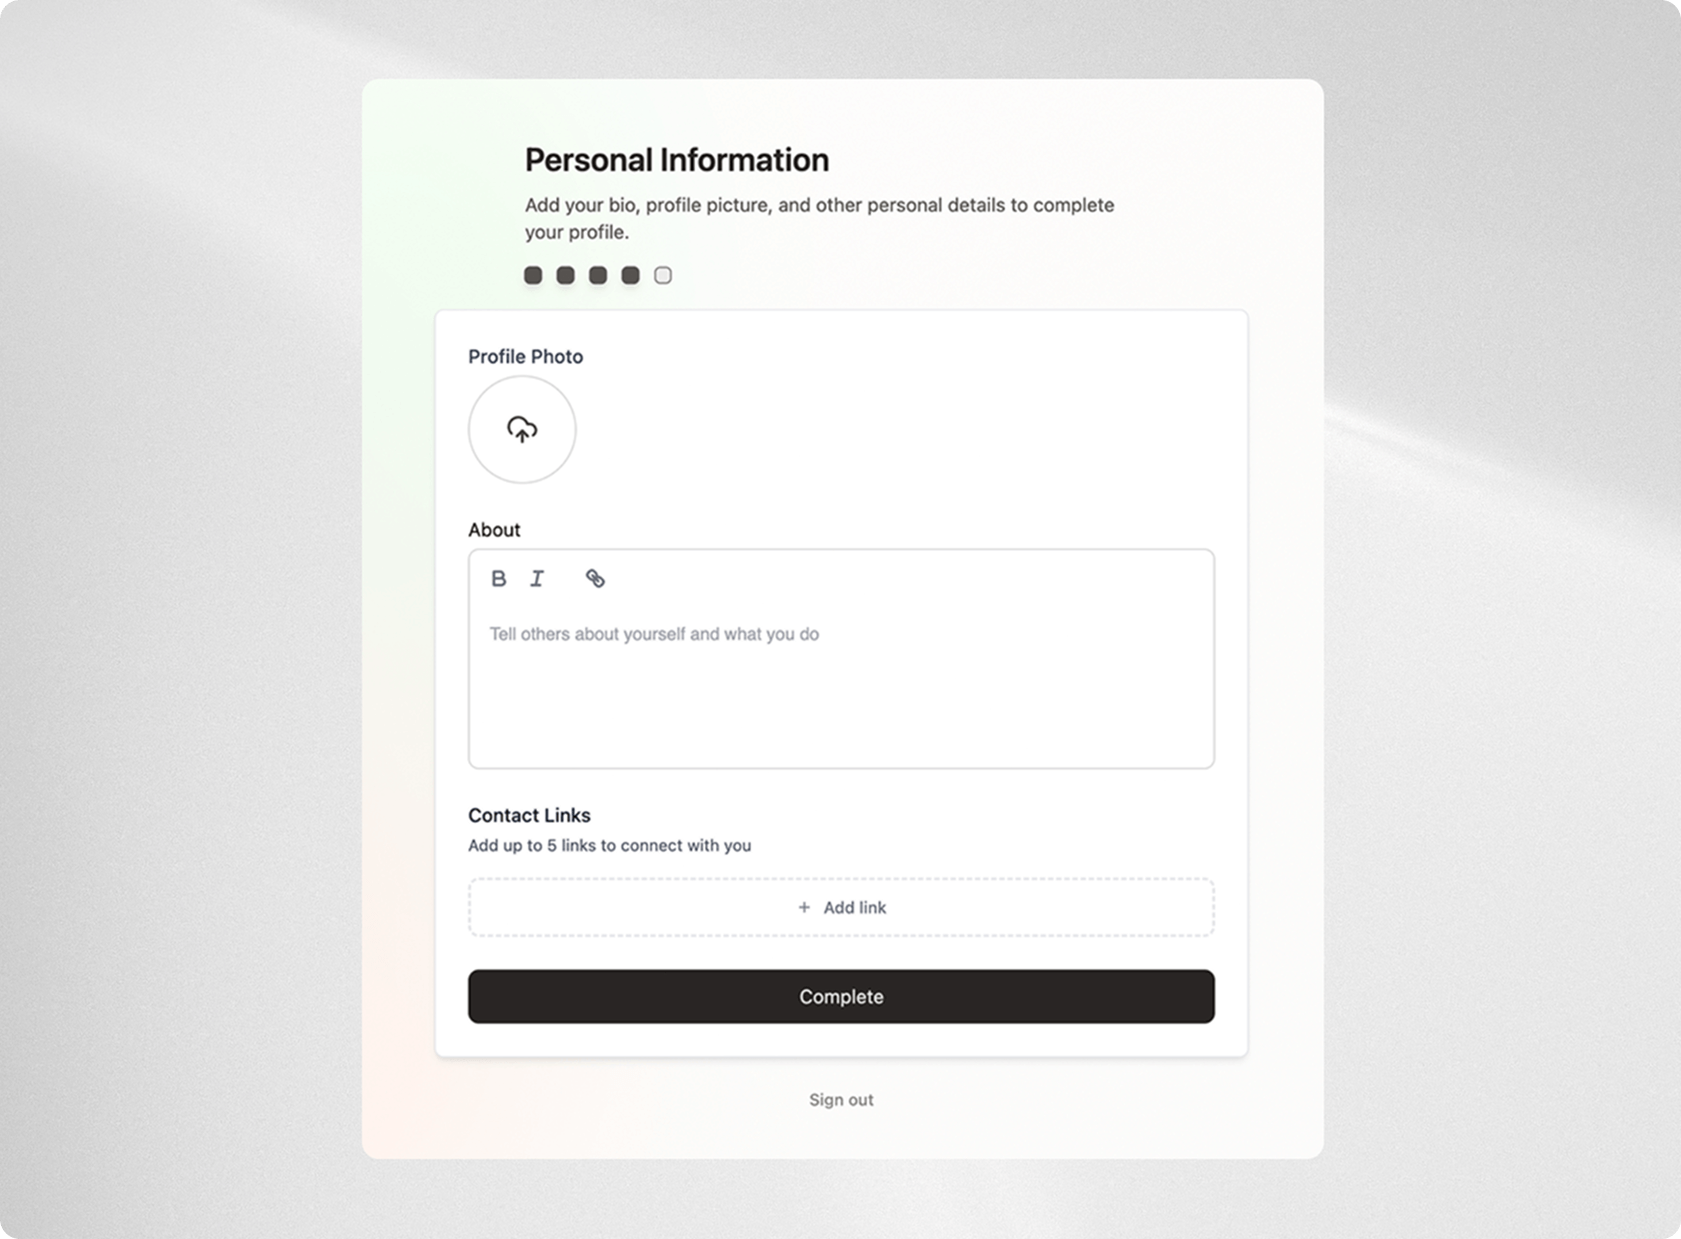 Personal Information
Add your bio, profile picture, and other personal details to complete
your profile.
Profile Photo
About
B I
Tell others about yourself and what you do
Contact Links
Add up to 5 links to connect with you
+ Add link
Complete
Sign out